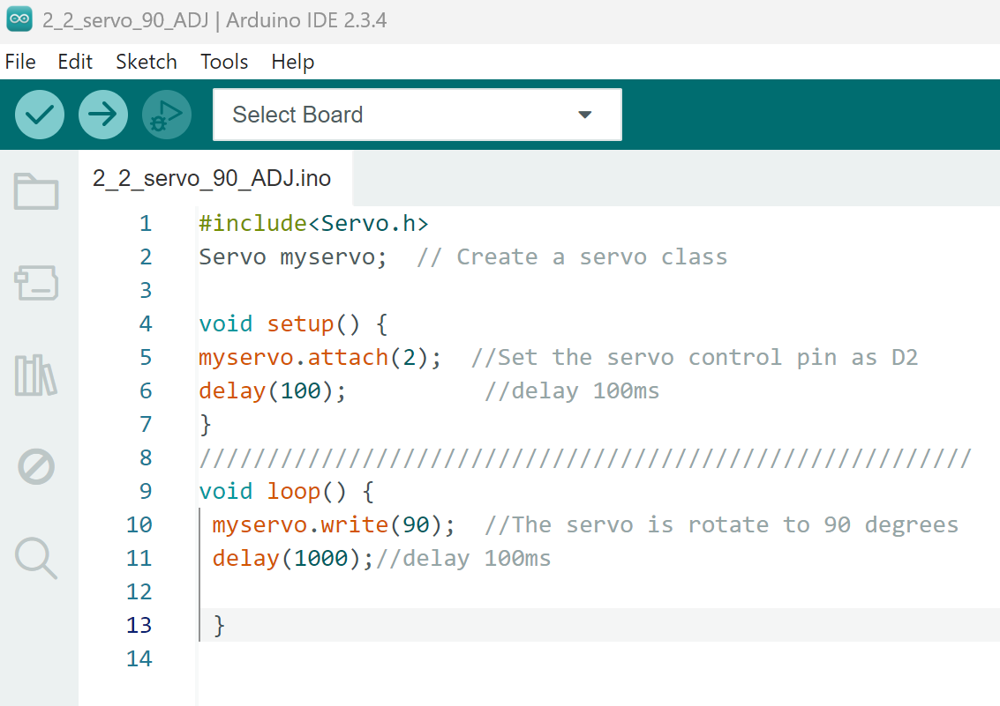 2_2_servo_90_ADJ | Arduino IDE 2.3.4
File Edit Sketch Tools Help
Select Board
2_2_servo_90_ADJ.ino
1 #include<Servo.h>
2 Servo myservo;  // Create a servo class
3
4 void setup() {
5 myservo.attach(2);  //Set the servo control pin as D2
6 delay(100);          //delay 100ms
7 }
8 /////////////////////////////////////////////////////////
9 void loop() {
10  myservo.write(90);  //The servo is rotate to 90 degrees
11  delay(1000);//delay 100ms
12
13  }
14